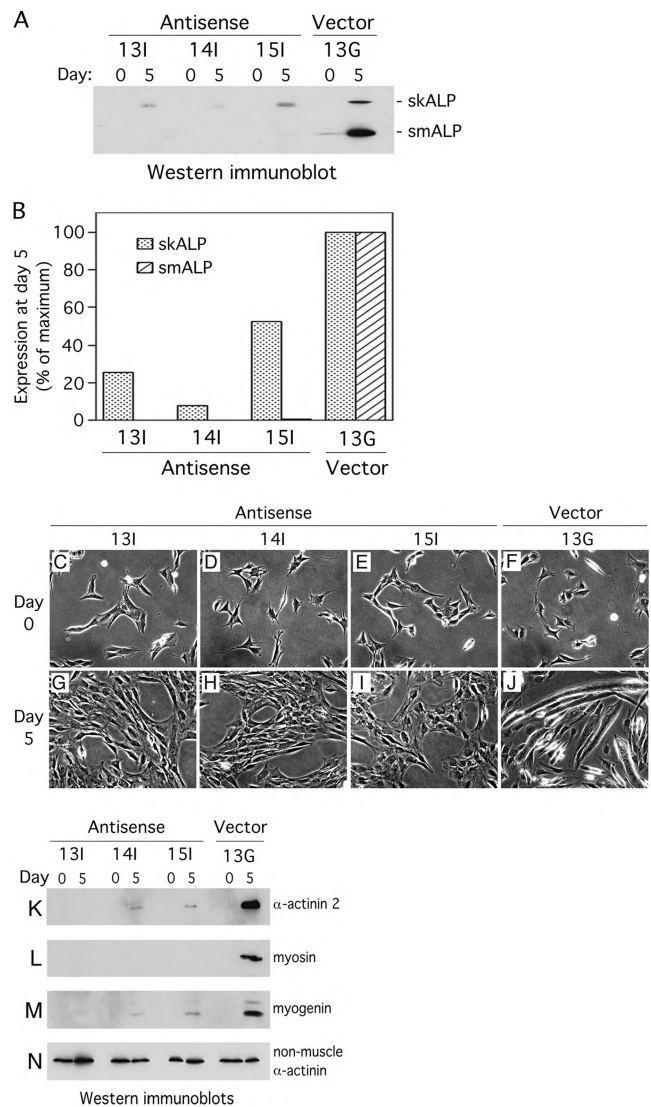 A
Antisense Vector
13I 14I 15I 13G
Day: 0 5 0 5 0 5 0 5
- skALP
- smALP
Western immunoblot
B
Expression at day 5
(% of maximum)
100
80
60
40
20
0
skALP
smALP
13I 14I 15I 13G
Antisense Vector
Antisense Vector
13I 14I 15I 13G
Day 0
C D E F
Day 5
G H I J
Antisense Vector
13I 14I 15I 13G
Day 0 5 0 5 0 5 0 5
K α-actinin 2
L myosin
M myogenin
N non-muscle
α-actinin
Western immunoblots